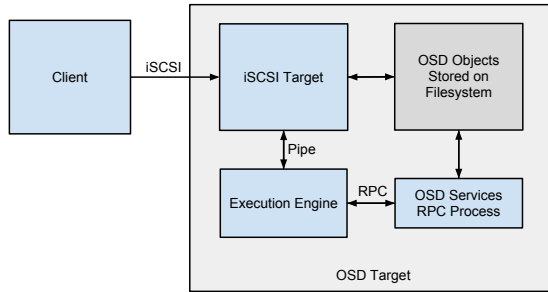 Client
iSCSI
iSCSI Target
OSD Objects
Stored on
Filesystem
Pipe
Execution Engine
RPC
OSD Services
RPC Process
OSD Target